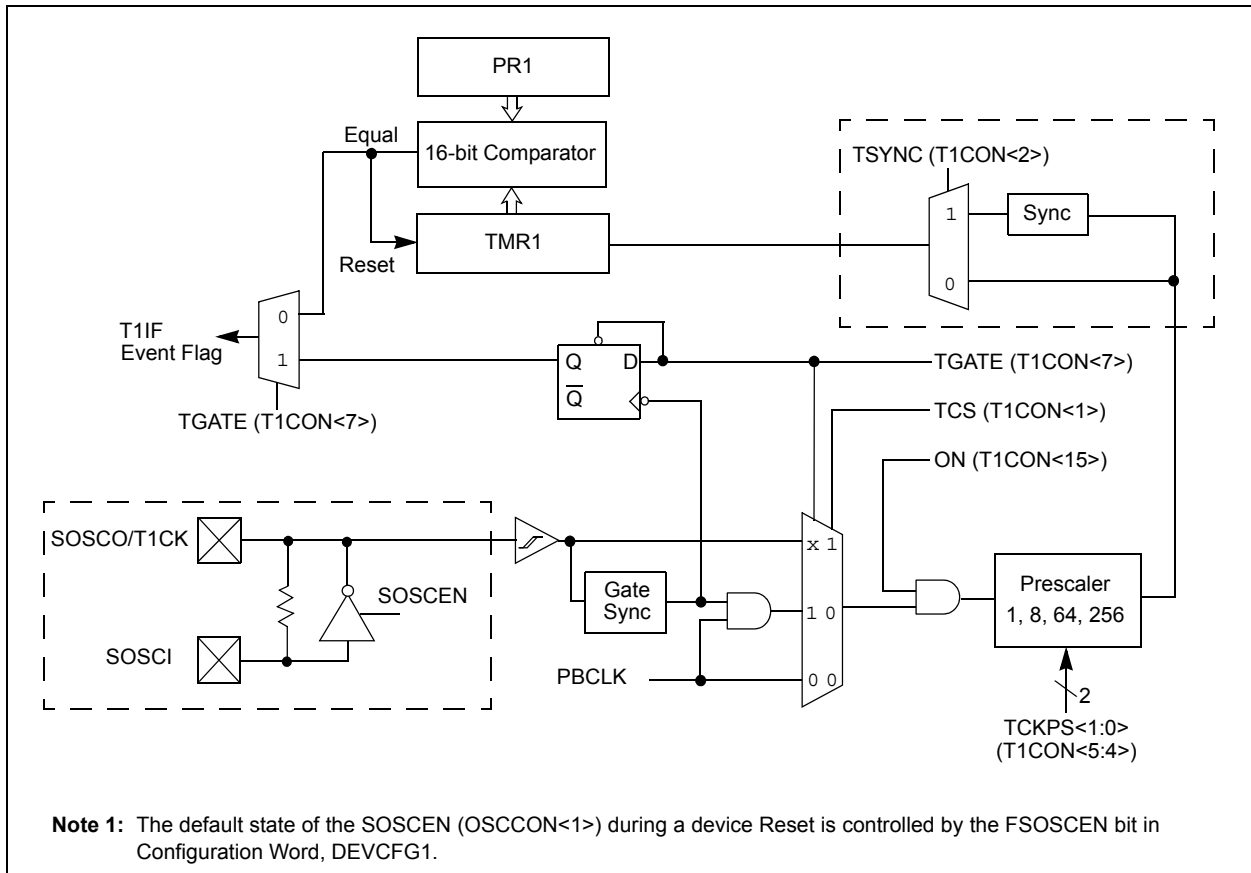 PR1
Equal
16-bit Comparator
TSYNC (T1CON<2>)
1
Sync
TMR1
Reset
0
0
T1IF
Event Flag
1
Q
D
TGATE (T1CON<7>)
Q
TGATE (T1CON<7>)
TCS (T1CON<1>)
ON (T1CON<15>)
SOSCO/T1CK
x 1
SOSCEN
Gate
Sync
Prescaler
1, 8, 64, 256
1 0
SOSCI
PBCLK
0 0
2
TCKPS<1:0>
(T1CON<5:4>)
Note 1: The default state of the SOSCEN (OSCCON<1>) during a device Reset is controlled by the FSOSCEN bit in
Configuration Word, DEVCFG1.